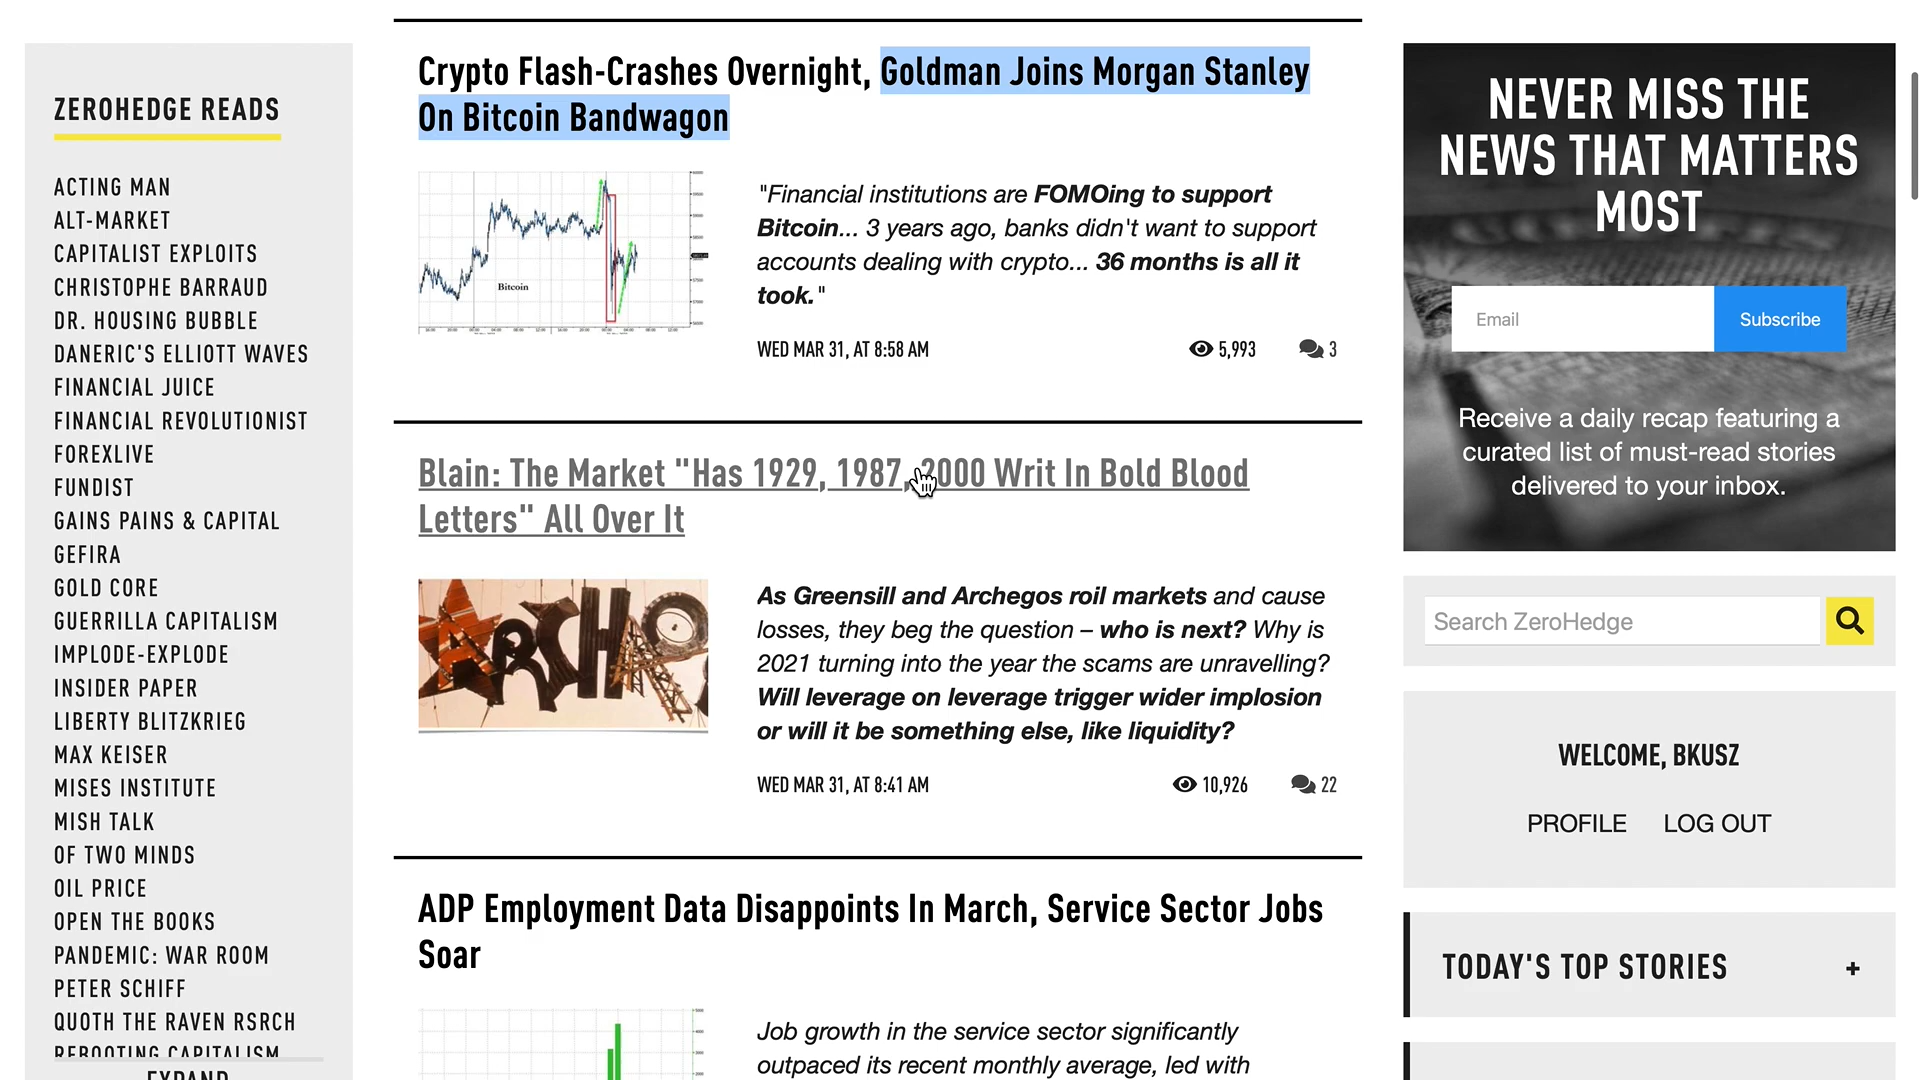 ZEROHEDGE READS
ACTING MAN
ALT-MARKET
CAPITALIST EXPLOITS
CHRISTOPHE BARRAUD
DR. HOUSING BUBBLE
DANERIC'S ELLIOTT WAVES
FINANCIAL JUICE
FINANCIAL REVOLUTIONIST
FOREXLIVE
FUNDIST
GAINS PAINS & CAPITAL
GEFIRA
GOLD CORE
GUERRILLA CAPITALISM
IMPLODE-EXPLODE
INSIDER PAPER
LIBERTY BLITZKRIEG
MAX KEISER
MISES INSTITUTE
MISH TALK
OF TWO MINDS
OIL PRICE
OPEN THE BOOKS
PANDEMIC: WAR ROOM
PETER SCHIFF
QUOTH THE RAVEN RSRCH
REBOOTING CAPITALISM
EXPAND
Crypto Flash-Crashes Overnight, Goldman Joins Morgan Stanley
On Bitcoin Bandwagon
Bitcoin
"Financial institutions are FOMOing to support
Bitcoin... 3 years ago, banks didn't want to support
accounts dealing with crypto... 36 months is all it
took."
WED MAR 31, AT 8:58 AM 5,993 3
Blain: The Market "Has 1929, 1987, 2000 Writ In Bold Blood
Letters" All Over It
ARCHO
As Greensill and Archegos roil markets and cause
losses, they beg the question – who is next? Why is
2021 turning into the year the scams are unravelling?
Will leverage on leverage trigger wider implosion
or will it be something else, like liquidity?
WED MAR 31, AT 8:41 AM 10,926 22
ADP Employment Data Disappoints In March, Service Sector Jobs
Soar
Job growth in the service sector significantly
outpaced its recent monthly average, led with
NEVER MISS THE
NEWS THAT MATTERS
MOST
Email Subscribe
Receive a daily recap featuring a
curated list of must-read stories
delivered to your inbox.
Search ZeroHedge
WELCOME, BKUSZ
PROFILE LOG OUT
TODAY'S TOP STORIES +